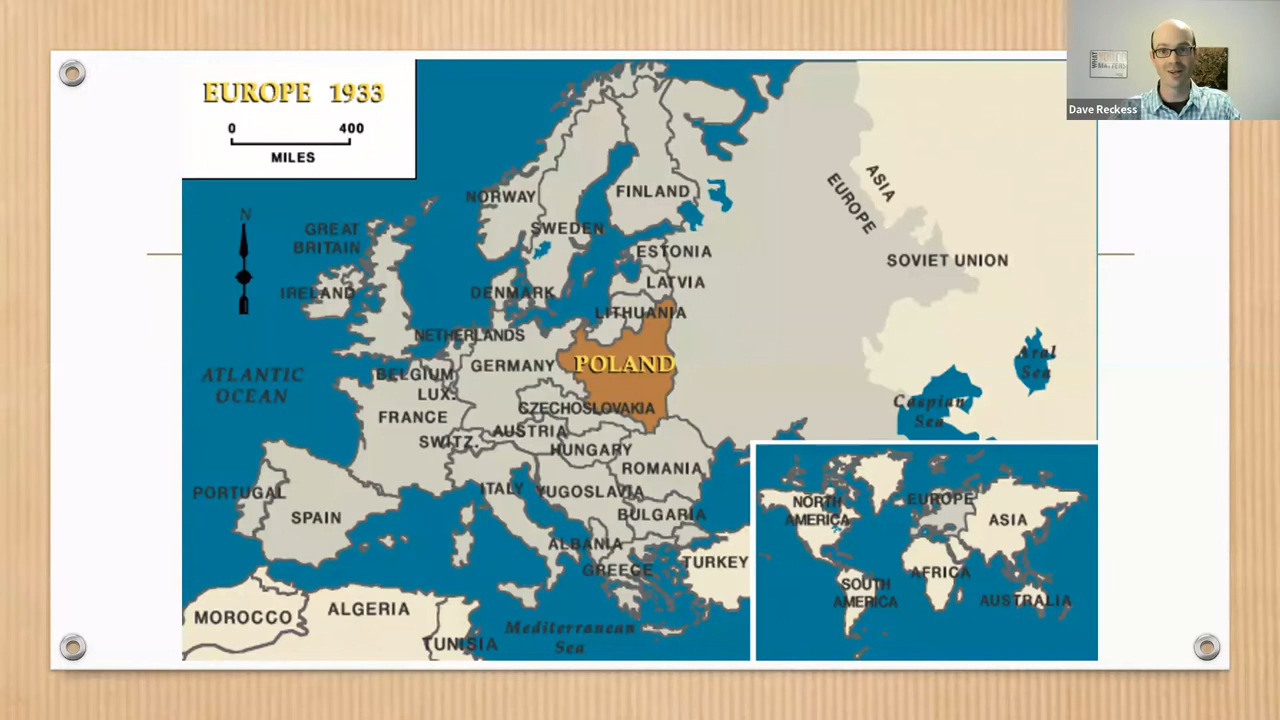 Dave Reckess
EUROPE 1933
0 400
MILES
N
NORWAY
SWEDEN
FINLAND
ESTONIA
LATVIA
LITHUANIA
GREAT
BRITAIN
IRELAND
DENMARK
NETHERLANDS
GERMANY
POLAND
BELGIUM
LUX.
CZECHOSLOVAKIA
FRANCE
AUSTRIA
SWITZ.
HUNGARY
ROMANIA
PORTUGAL
SPAIN
ITALY
YUGOSLAVIA
BULGARIA
ALBANIA
GREECE
TURKEY
MOROCCO
ALGERIA
TUNISIA
ATLANTIC
OCEAN
Mediterranean
Sea
ASIA
EUROPE
SOVIET UNION
Aral
Sea
Caspian
Sea
NORTH
AMERICA
EUROPE
ASIA
AFRICA
SOUTH
AMERICA
AUSTRALIA